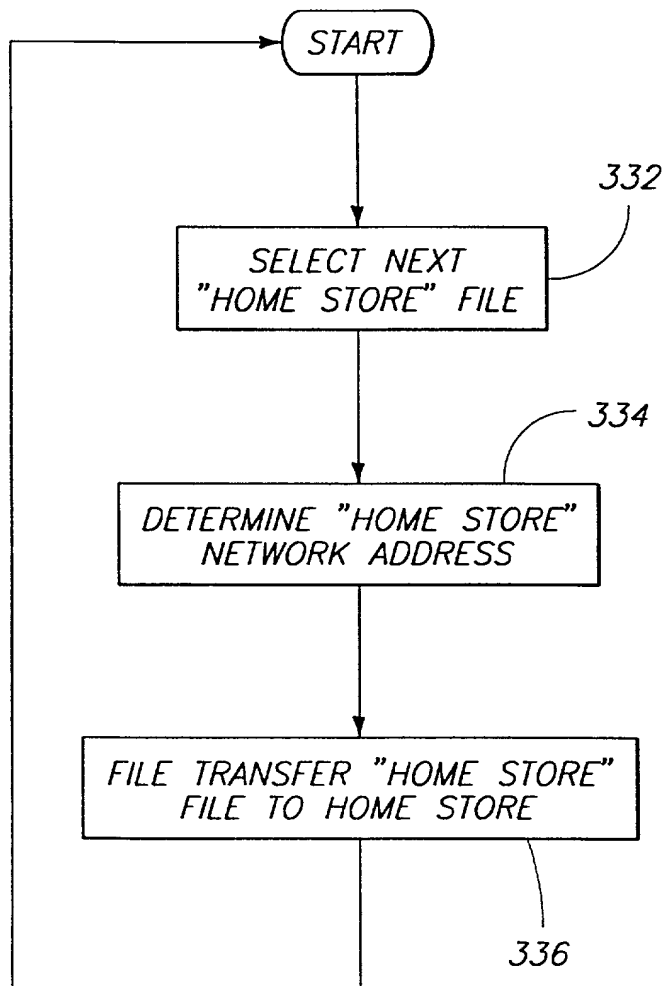 START
332
SELECT NEXT
"HOME STORE" FILE
334
DETERMINE "HOME STORE"
NETWORK ADDRESS
FILE TRANSFER "HOME STORE"
FILE TO HOME STORE
336